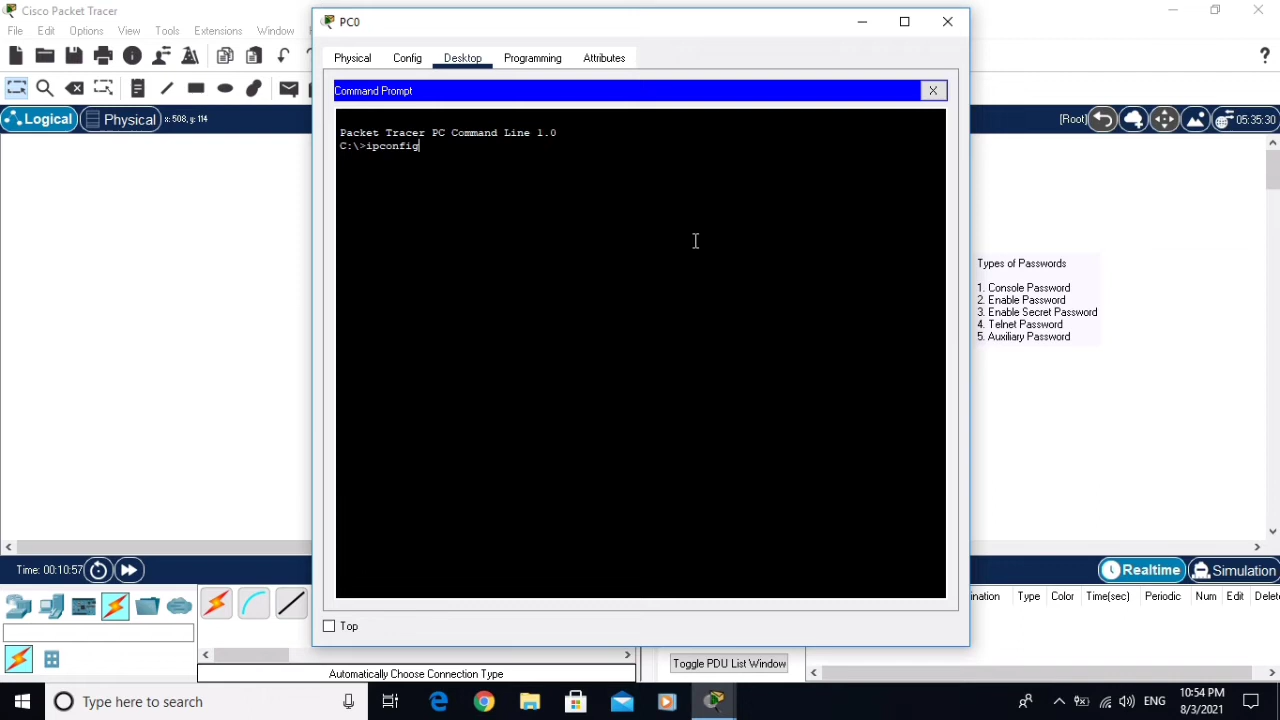 Cisco Packet Tracer
File Edit Options View Tools Extensions Window
PC0
Physical Config Desktop Programming Attributes
Command Prompt
Logical Physical x: 508, y: 114
[Root] 05:35:30
Packet Tracer PC Command Line 1.0
C:\>ipconfig
Types of Passwords
1. Console Password
2. Enable Password
3. Enable Secret Password
4. Telnet Password
5. Auxiliary Password
Time: 00:10:57
Realtime Simulation
Type Color Time(sec) Periodic Num Edit
Top
Automatically Choose Connection Type
Toggle PDU List Window
Type here to search
ENG
10:54 PM
8/3/2021